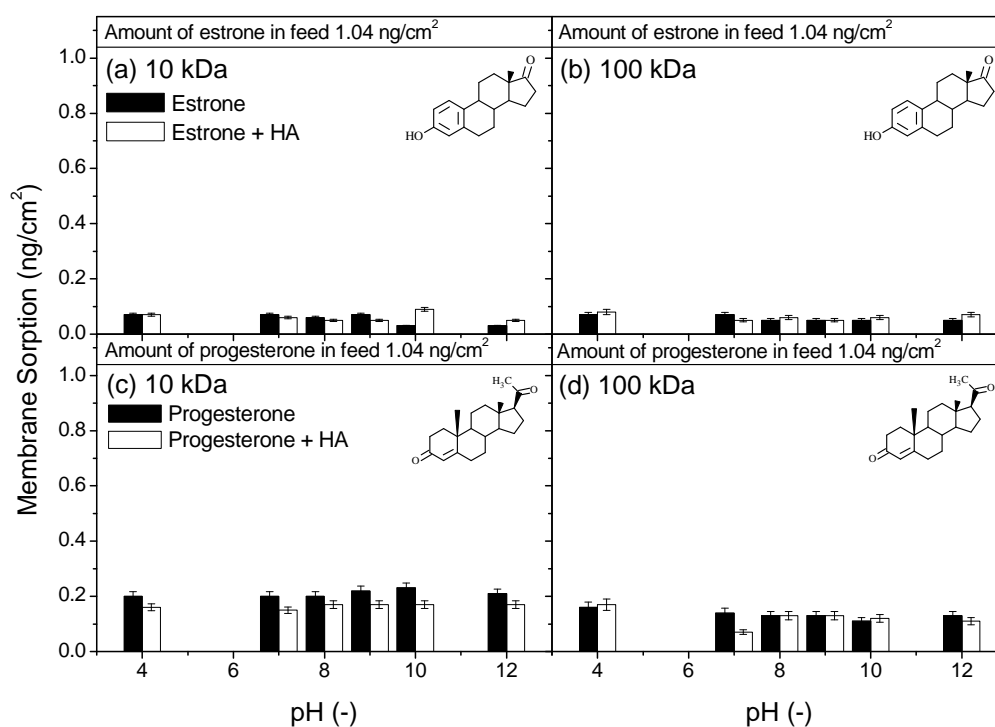 Amount of estrone in feed 1.04 ng/cm²
Amount of estrone in feed 1.04 ng/cm²
1.0
(a) 10 kDa
(b) 100 kDa
Estrone
Estrone + HA
O
HO
O
HO
0.8
0.6
0.4
0.2
0.0
Amount of progesterone in feed 1.04 ng/cm²
Amount of progesterone in feed 1.04 ng/cm²
1.0
(c) 10 kDa
(d) 100 kDa
Progesterone
Progesterone + HA
H₃C
O
O
H₃C
O
O
0.8
0.6
0.4
0.2
0.0
Membrane Sorption (ng/cm²)
4 6 8 10 12
4 6 8 10 12
pH (-)
pH (-)